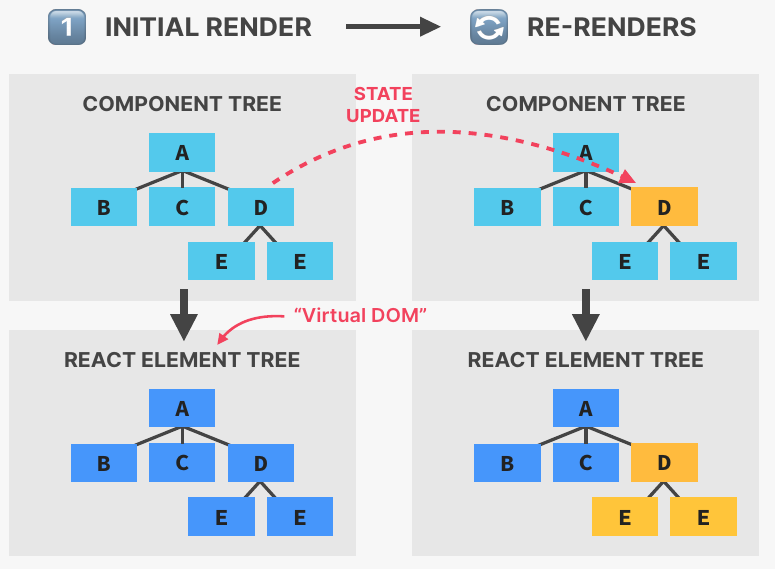 1 INITIAL RENDER
RE-RENDERS
COMPONENT TREE
A
B C D
E E
STATE
UPDATE
COMPONENT TREE
A
B C D
E E
“Virtual DOM”
REACT ELEMENT TREE
A
B C D
E E
REACT ELEMENT TREE
A
B C D
E E